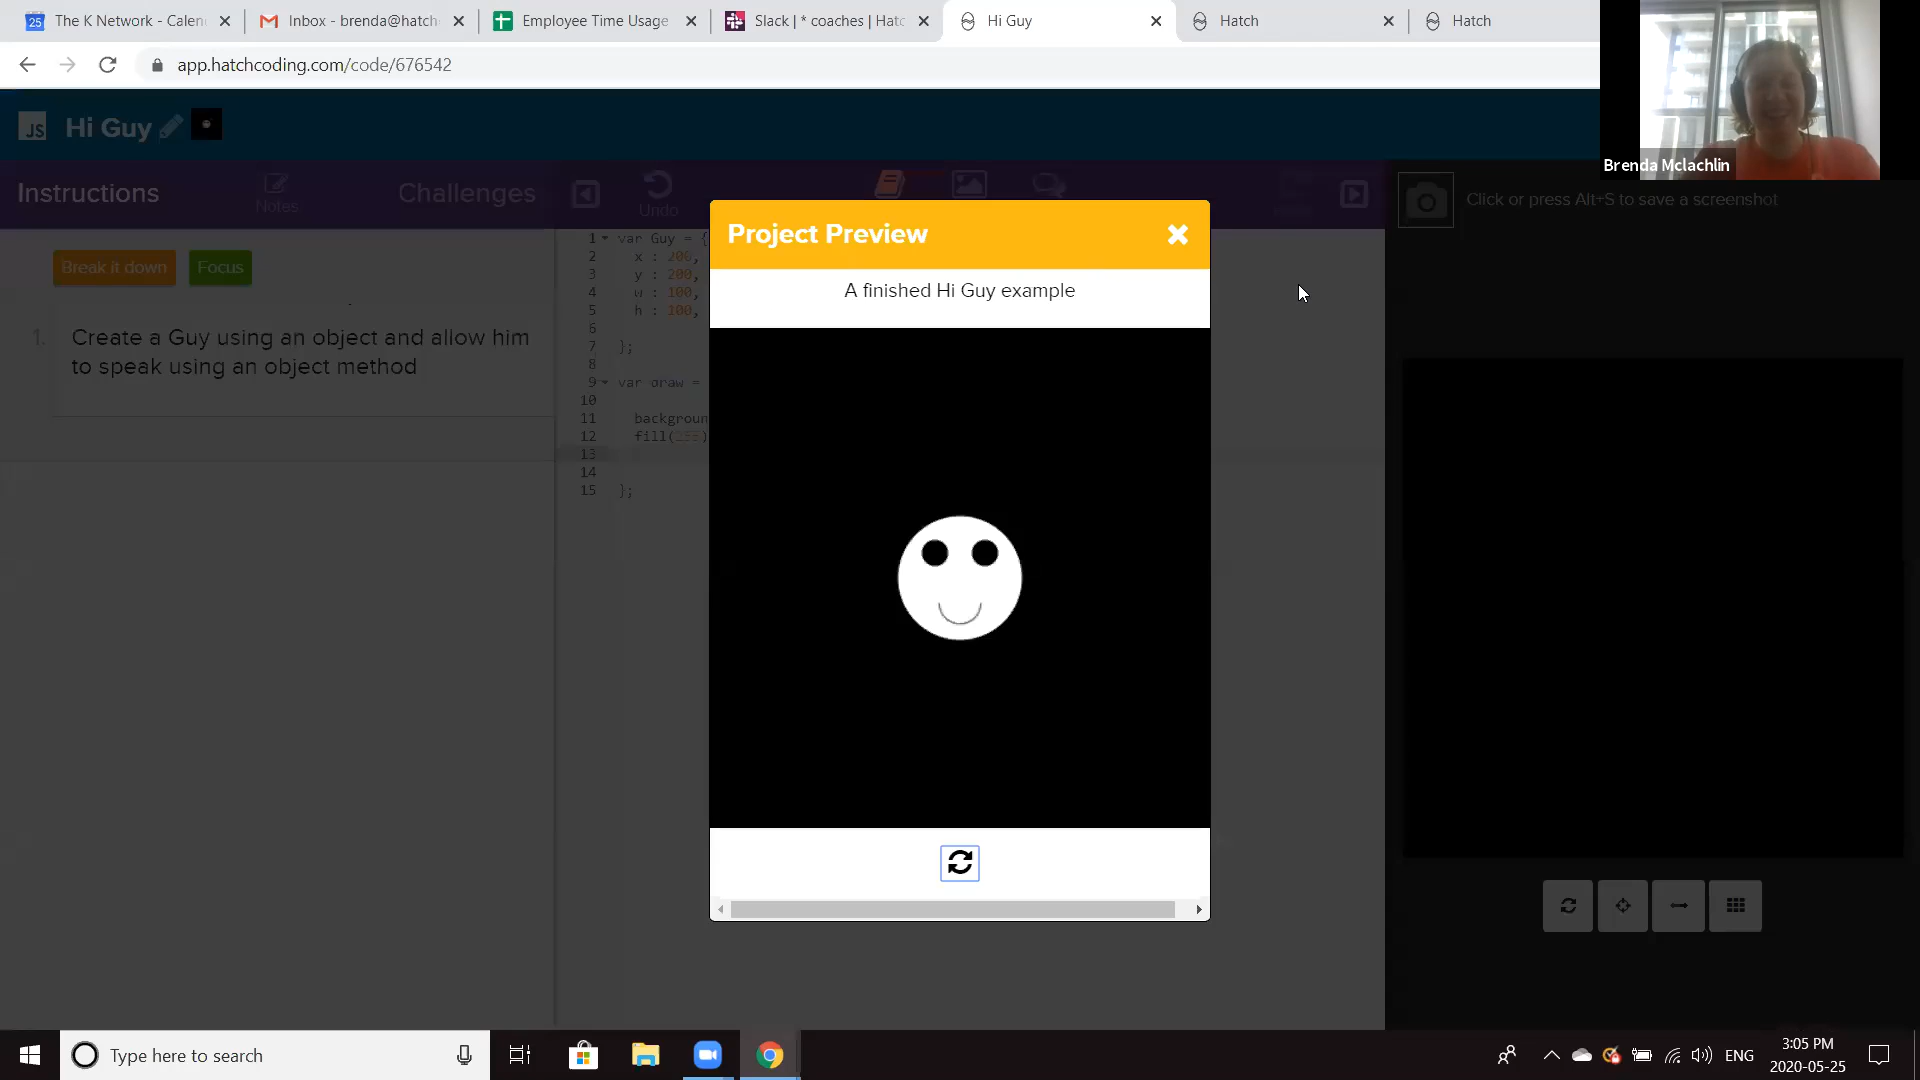 25 The K Network - Calen
Inbox - brenda@hatch
Employee Time Usage
Slack | * coaches | Hatc
Hi Guy
Hatch
Hatch
app.hatchcoding.com/code/676542
JS
Hi Guy
Instructions
Notes
Challenges
Undo
Brenda Mclachlin
Click or press Alt+S to save a screenshot
Break it down
Focus
1. Create a Guy using an object and allow him
to speak using an object method
1 var Guy = {
2 x : 200,
3 y : 200,
4 w : 100,
5 h : 100,
6
7 };
8
9 var draw =
10
11 backgroun
12 fill(255)
13
14
15 };
Project Preview
A finished Hi Guy example
Type here to search
ENG
3:05 PM
2020-05-25